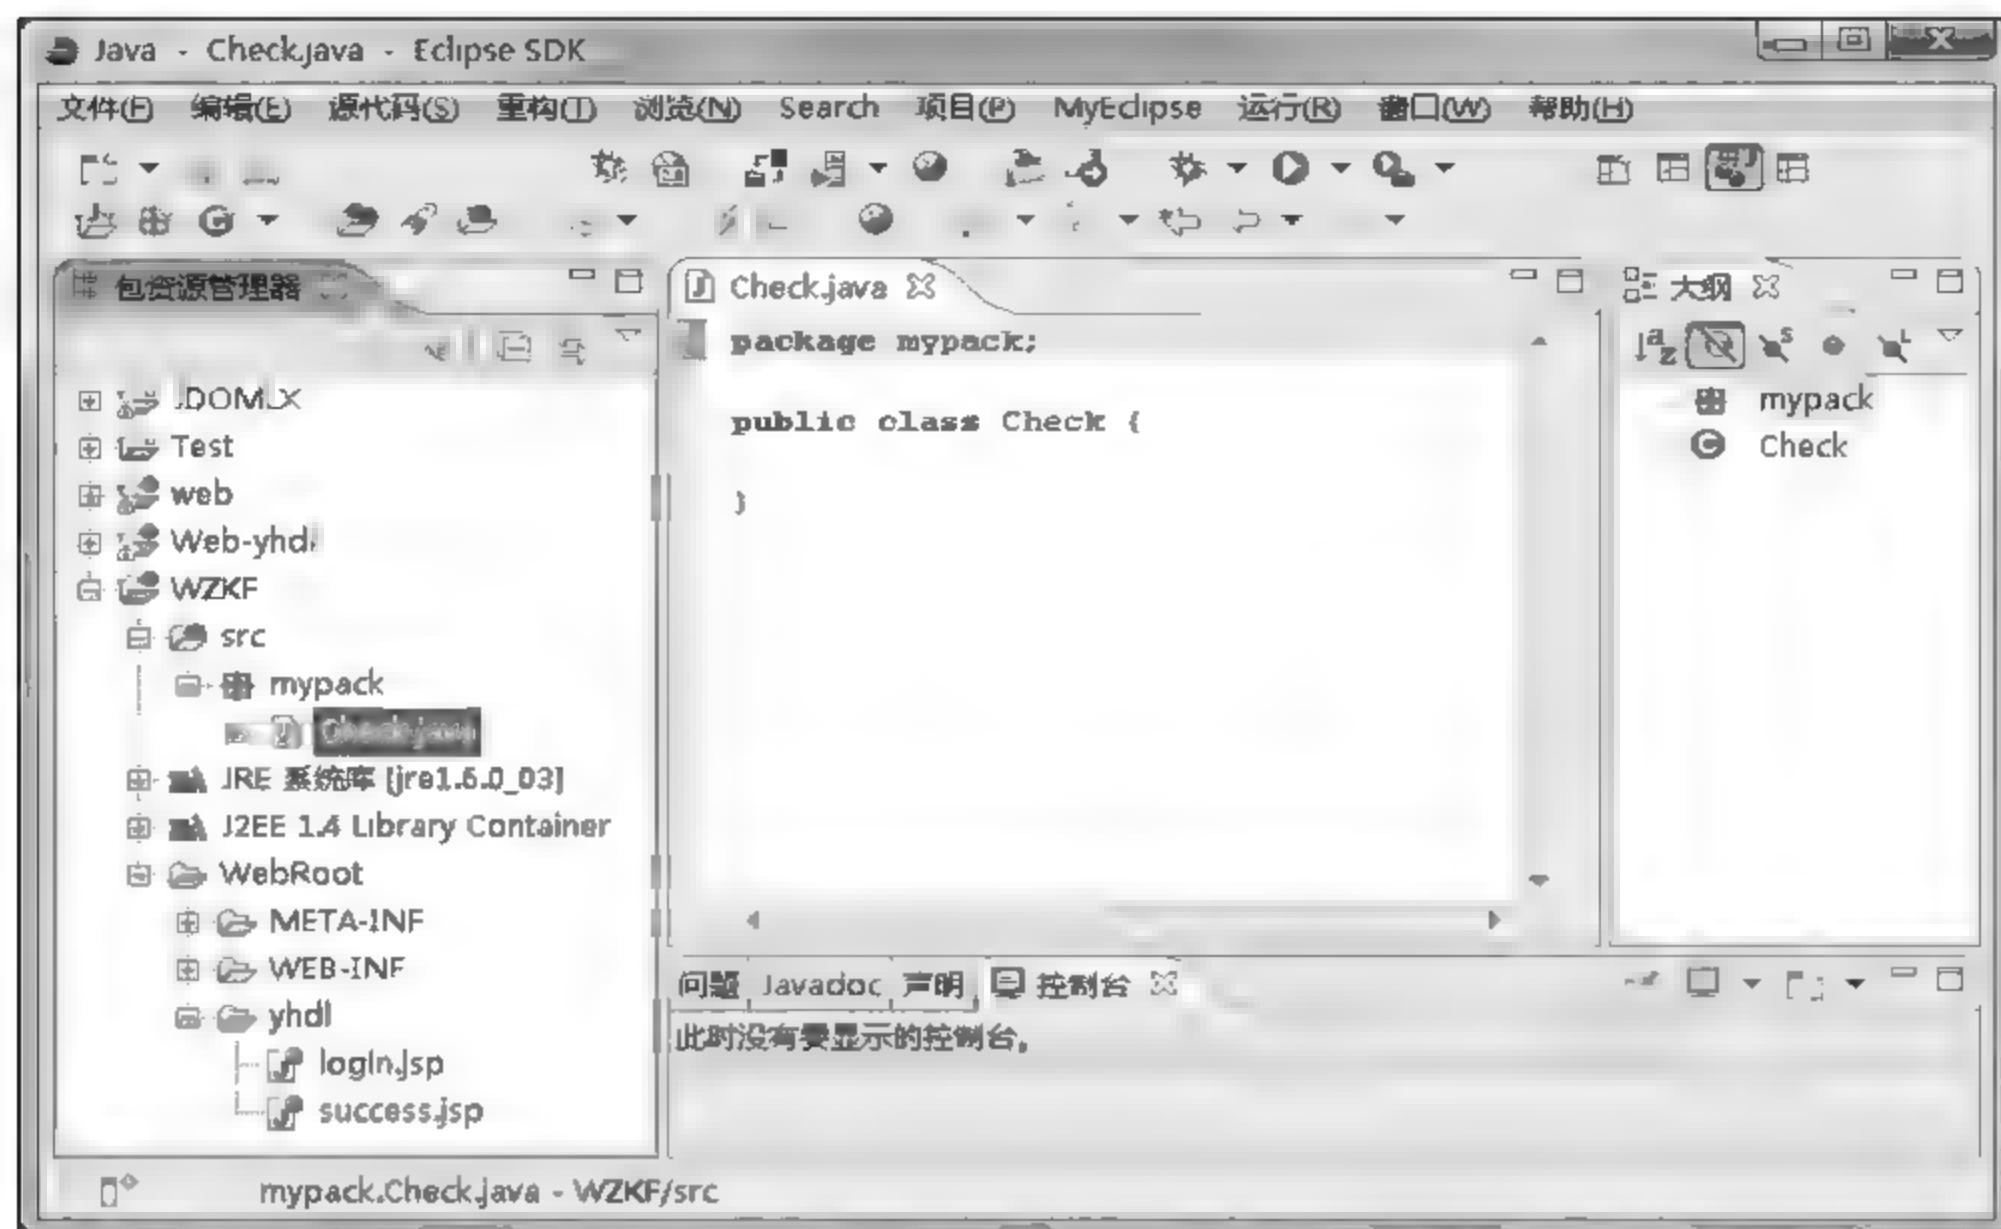 Java - Check.java - Eclipse SDK
文件(F) 编辑(E) 源代码(S) 重构(T) 浏览(N) Search 项目(P) MyEclipse 运行(R) 窗口(W) 帮助(H)
包资源管理器
Test
web
Web-yhdl
WZKF
src
mypack
Check.java
JRE 系统库 [jre1.6.0_03]
J2EE 1.4 Library Container
WebRoot
META-INF
WEB-INF
yhdl
login.jsp
success.jsp
Check.java
package mypack;
public class Check {
}
大纲
mypack
Check
问题 Javadoc 声明 控制台
此时没有要显示的控制台。
mypack.Check.java - WZKF/src